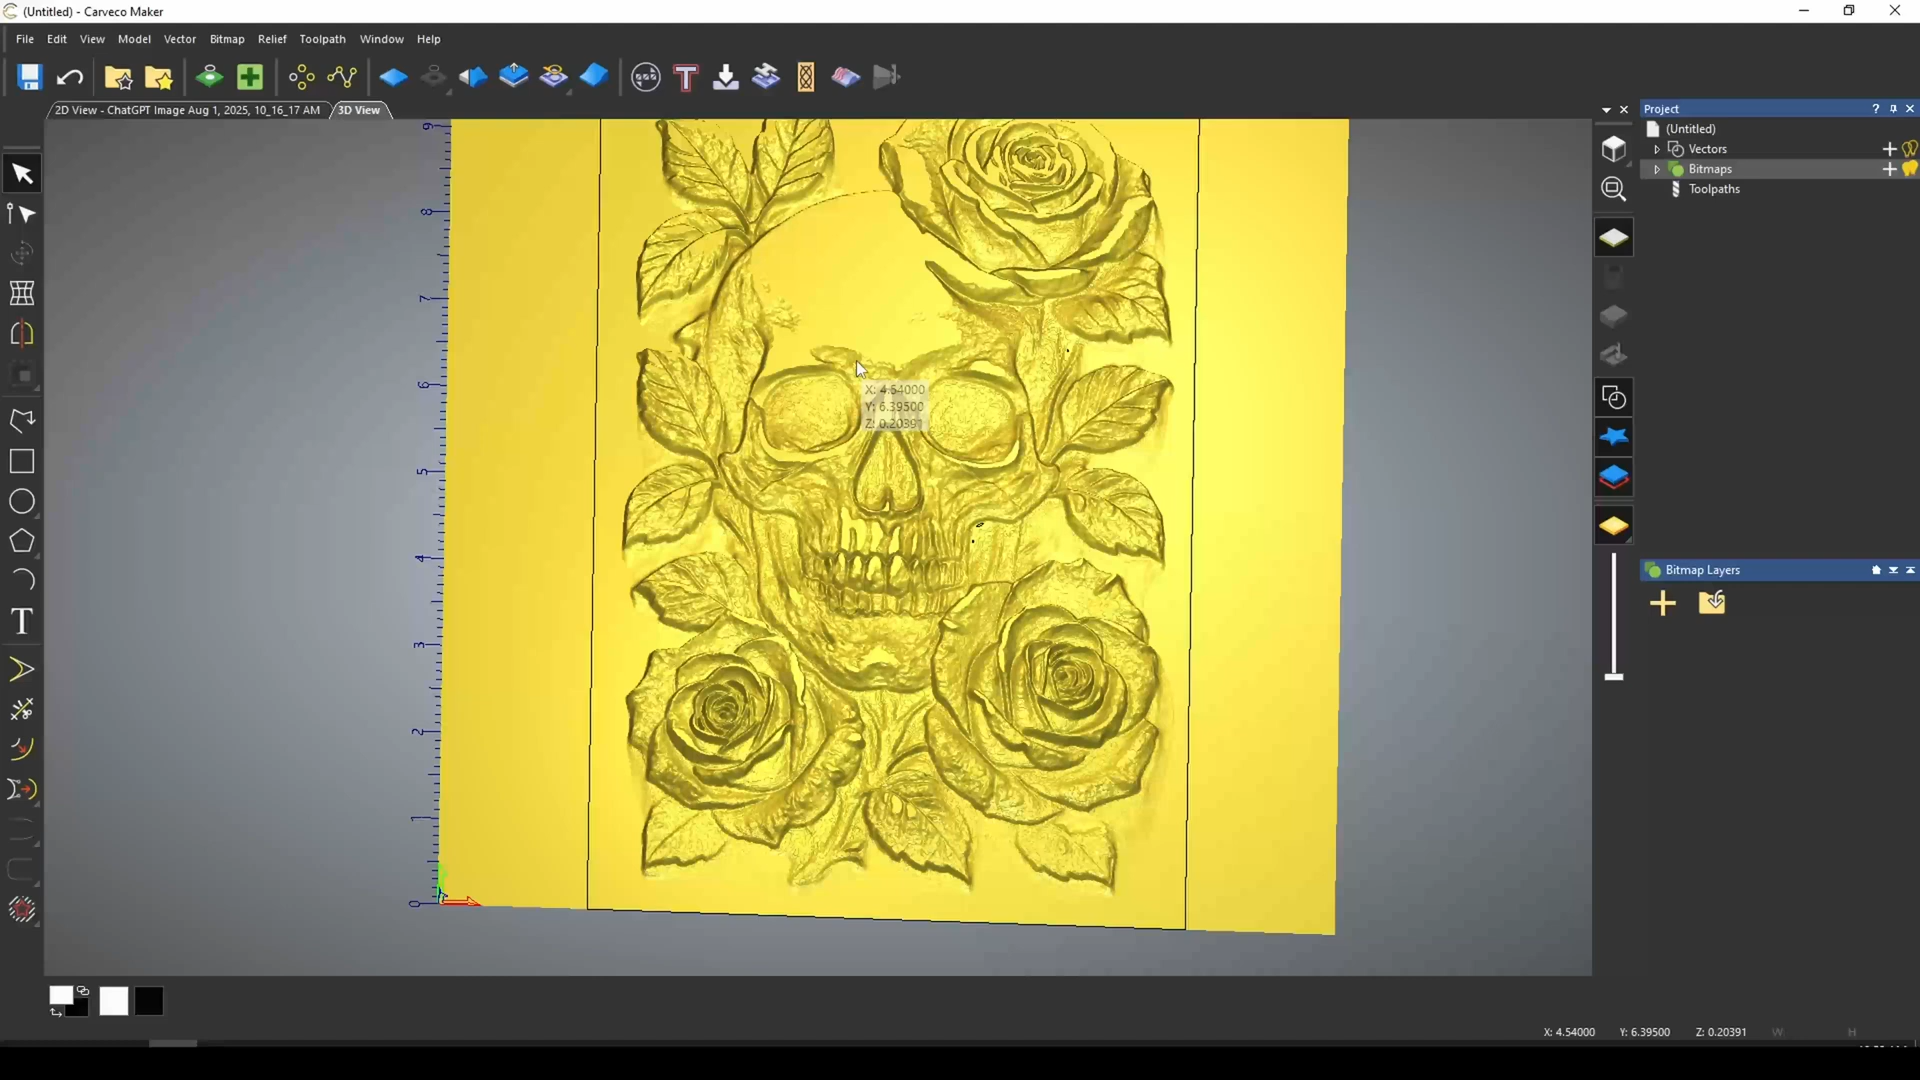 (Untitled) - Carveco Maker
File Edit View Model Vector Bitmap Relief Toolpath Window Help
2D View - ChatGPT Image Aug 1, 2025, 10_16_17 AM 3D View
Project
(Untitled)
Vectors
Bitmaps
Toolpaths
9
8
7
6
5
4
3
2
1
0
X: 4.54000
Y: 6.39500
Z: 0.20391
T
Bitmap Layers
X: 4.54000 Y: 6.39500 Z: 0.20391 W: H: